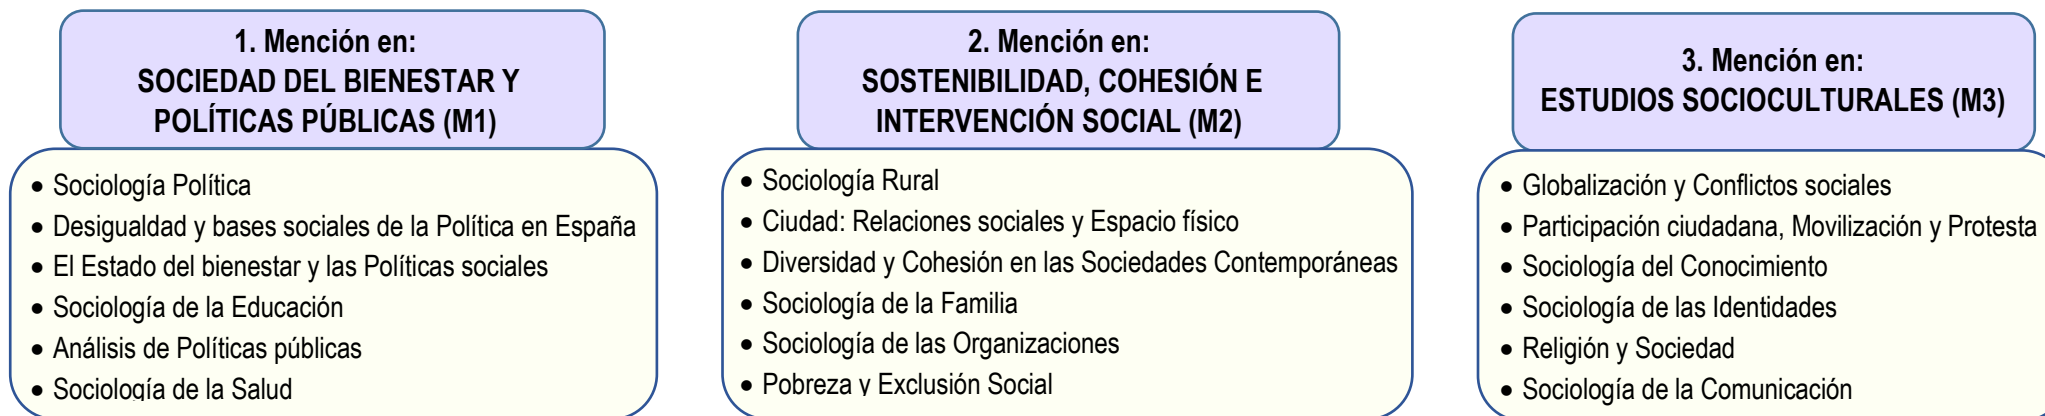 1. Mención en:
SOCIEDAD DEL BIENESTAR Y
POLÍTICAS PÚBLICAS (M1)
• Sociología Política
• Desigualdad y bases sociales de la Política en España
• El Estado del bienestar y las Políticas sociales
• Sociología de la Educación
• Análisis de Políticas públicas
• Sociología de la Salud
2. Mención en:
SOSTENIBILIDAD, COHESIÓN E
INTERVENCIÓN SOCIAL (M2)
• Sociología Rural
• Ciudad: Relaciones sociales y Espacio físico
• Diversidad y Cohesión en las Sociedades Contemporáneas
• Sociología de la Familia
• Sociología de las Organizaciones
• Pobreza y Exclusión Social
3. Mención en:
ESTUDIOS SOCIOCULTURALES (M3)
• Globalización y Conflictos sociales
• Participación ciudadana, Movilización y Protesta
• Sociología del Conocimiento
• Sociología de las Identidades
• Religión y Sociedad
• Sociología de la Comunicación